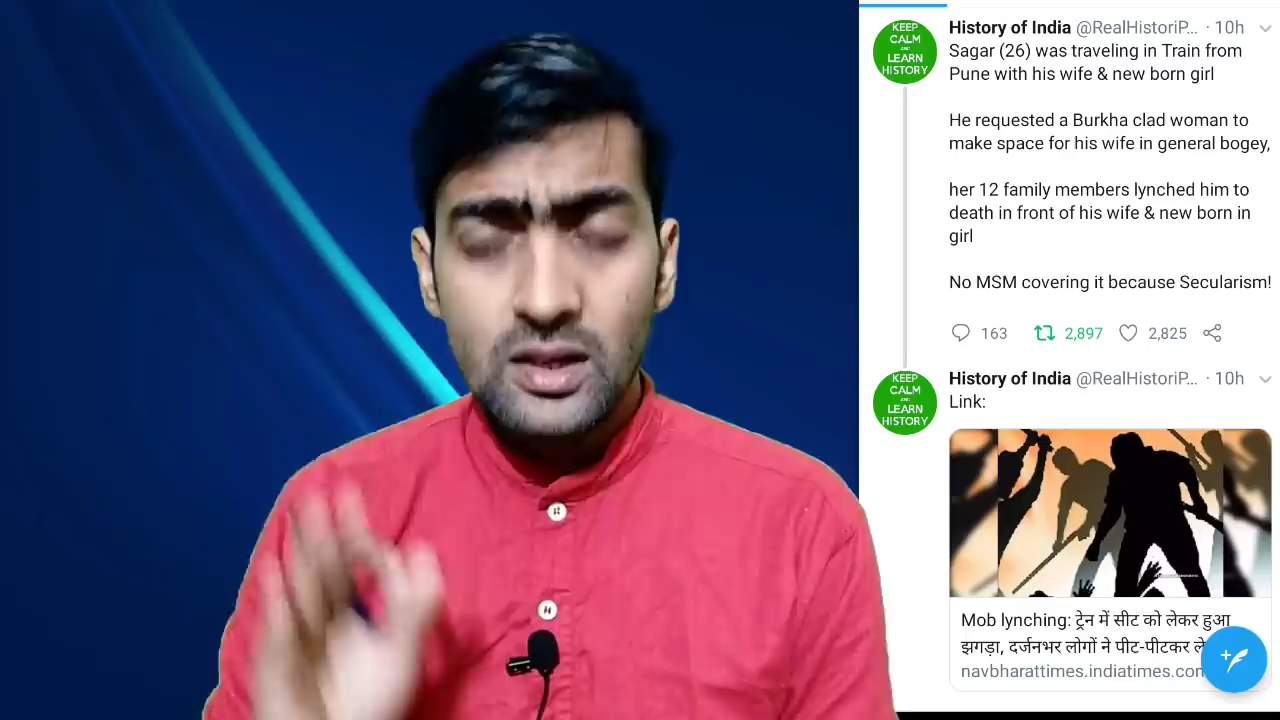 KEEP
CALM
AND
LEARN
HISTORY
History of India @RealHistoriP... · 10h
Sagar (26) was traveling in Train from
Pune with his wife & new born girl
He requested a Burkha clad woman to
make space for his wife in general bogey,
her 12 family members lynched him to
death in front of his wife & new born in
girl
No MSM covering it because Secularism!
163 2,897 2,825
KEEP
CALM
AND
LEARN
HISTORY
History of India @RealHistoriP... · 10h
Link:
Mob lynching: ट्रेन में सीट को लेकर हुआ
झगड़ा, दर्जनभर लोगों ने पीट-पीटकर ले
navbharattimes.indiatimes.com